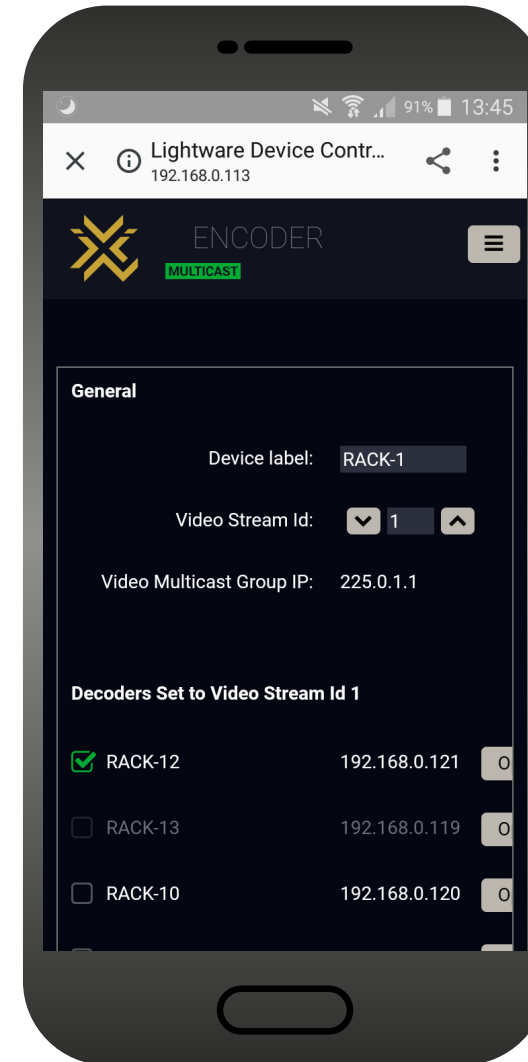 91% 13:45
Lightware Device Contr...
192.168.0.113
ENCODER
MULTICAST
General
Device label: RACK-1
Video Stream Id: 1
Video Multicast Group IP: 225.0.1.1
Decoders Set to Video Stream Id 1
RACK-12 192.168.0.121 O
RACK-13 192.168.0.119 O
RACK-10 192.168.0.120 O